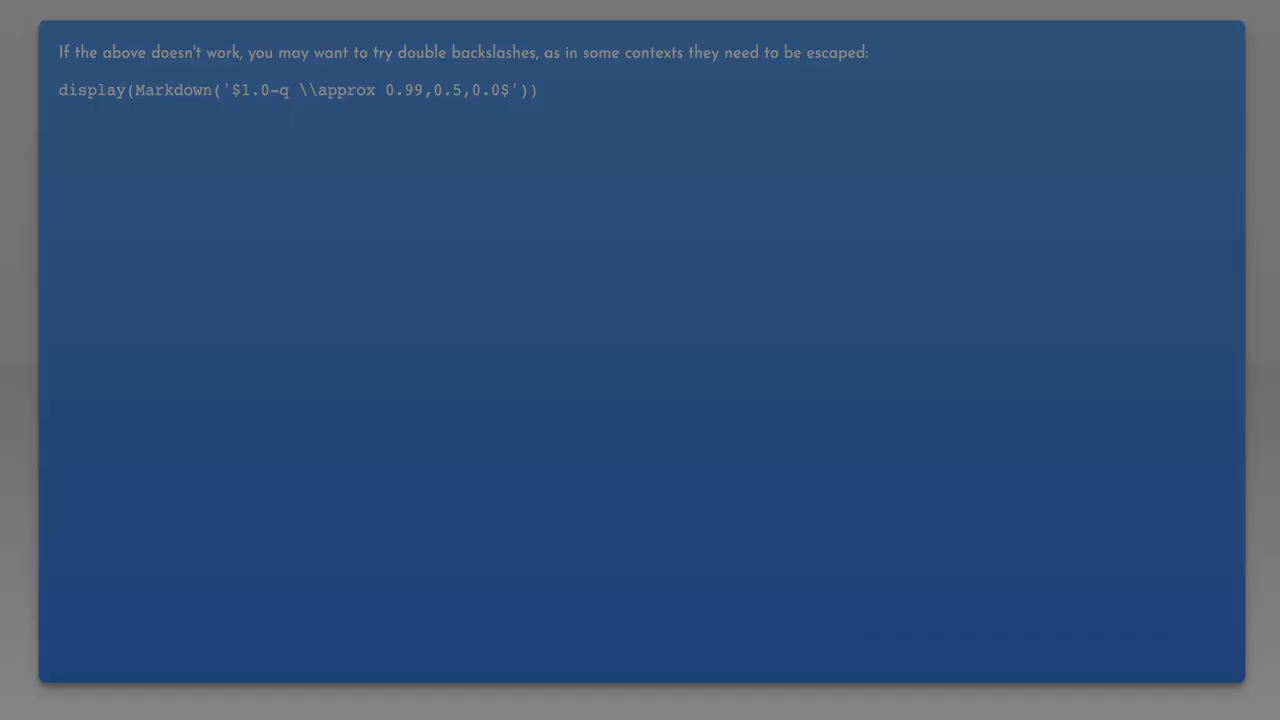 If the above doesn't work, you may want to try double backslashes, as in some contexts they need to be escaped:
display(Markdown('$1.0-q \\approx 0.99,0.5,0.0$'))